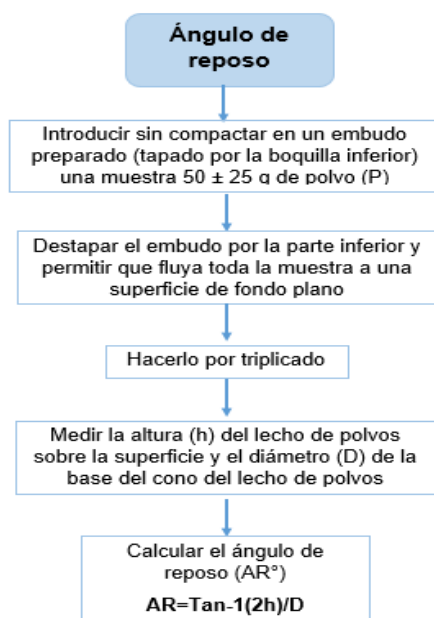 Ángulo de
reposo
Introducir sin compactar en un embudo
preparado (tapado por la boquilla inferior)
una muestra 50 ± 25 g de polvo (P)
Destapar el embudo por la parte inferior y
permitir que fluya toda la muestra a una
superficie de fondo plano
Hacerlo por triplicado
Medir la altura (h) del lecho de polvos
sobre la superficie y el diámetro (D) de la
base del cono del lecho de polvos
Calcular el ángulo de
reposo (AR°)
AR=Tan-1(2h)/D